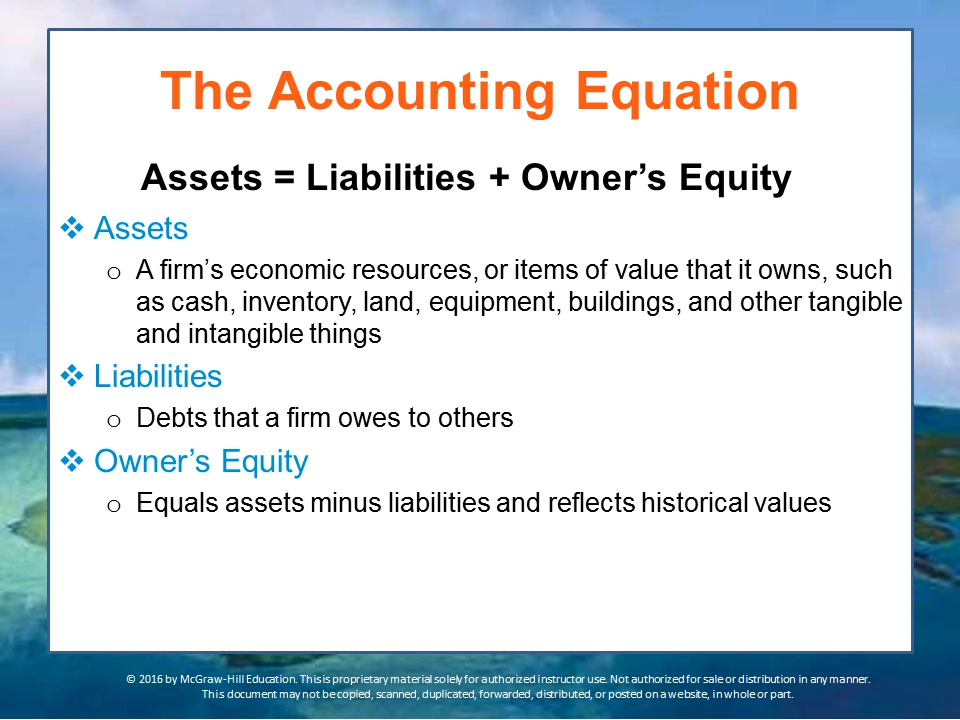 The Accounting Equation
Assets = Liabilities + Owner’s Equity
❖ Assets
o A firm’s economic resources, or items of value that it owns, such
as cash, inventory, land, equipment, buildings, and other tangible
and intangible things
❖ Liabilities
o Debts that a firm owes to others
❖ Owner’s Equity
o Equals assets minus liabilities and reflects historical values
© 2016 by McGraw-Hill Education. This is proprietary material solely for authorized instructor use. Not authorized for sale or distribution in any manner.
This document may not be copied, scanned, duplicated, forwarded, distributed, or posted on a website, in whole or part.